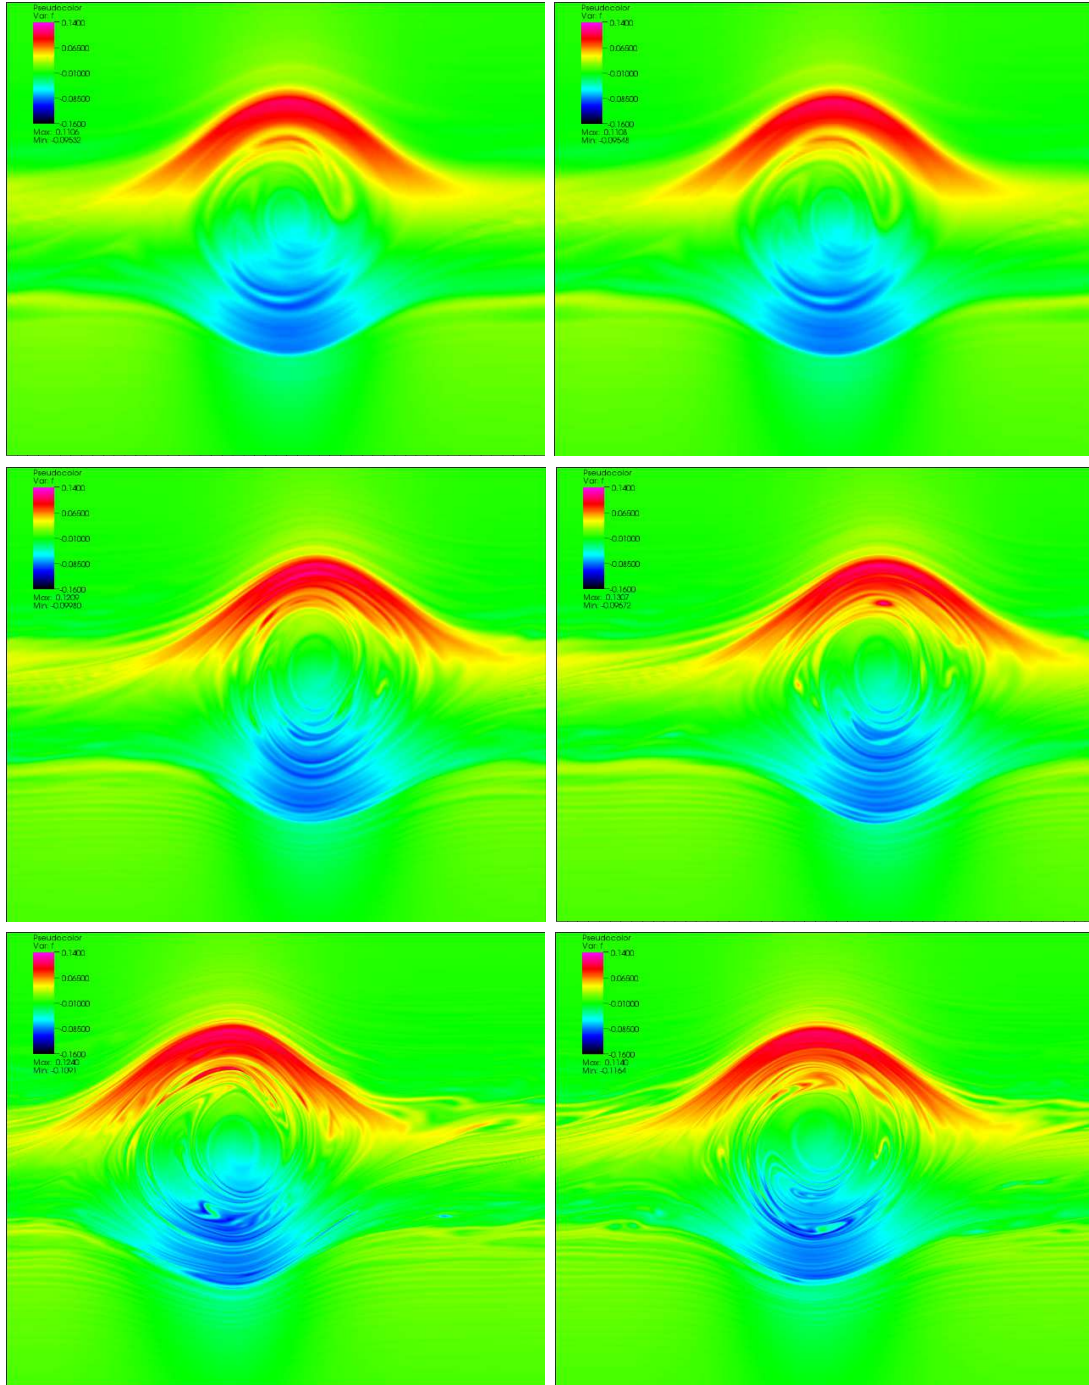 Pseudocolor
Var: f
0.1400
0.06500
-0.01000
-0.08500
-0.1600
Max: 0.1106
Min: -0.09532
Pseudocolor
Var: f
0.1400
0.06500
-0.01000
-0.08500
-0.1600
Max: 0.1108
Min: -0.09548
Pseudocolor
Var: f
0.1400
0.06500
-0.01000
-0.08500
-0.1600
Max: 0.1209
Min: -0.09980
Pseudocolor
Var: f
0.1400
0.06500
-0.01000
-0.08500
-0.1600
Max: 0.1307
Min: -0.09672
Pseudocolor
Var: f
0.1400
0.06500
-0.01000
-0.08500
-0.1600
Max: 0.1240
Min: -0.1091
Pseudocolor
Var: f
0.1400
0.06500
-0.01000
-0.08500
-0.1600
Max: 0.1140
Min: -0.1164